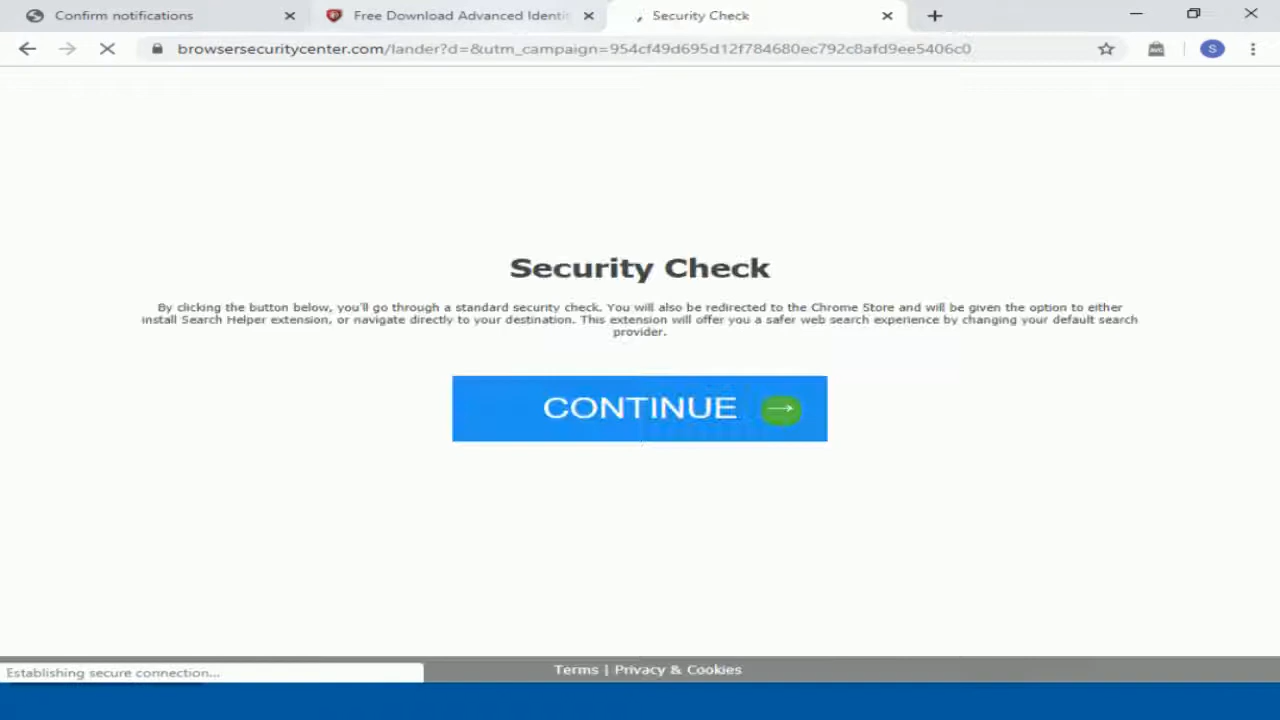 Confirm notifications
Free Download Advanced Identi
Security Check
browsersecuritycenter.com/lander?d=&utm_campaign=954cf49d695d12f784680ec792c8afd9ee5406c0
S
Security Check
By clicking the button below, you'll go through a standard security check. You will also be redirected to the Chrome Store and will be given the option to either
install Search Helper extension, or navigate directly to your destination. This extension will offer you a safer web search experience by changing your default search
provider.
CONTINUE
Terms | Privacy & Cookies
Establishing secure connection...